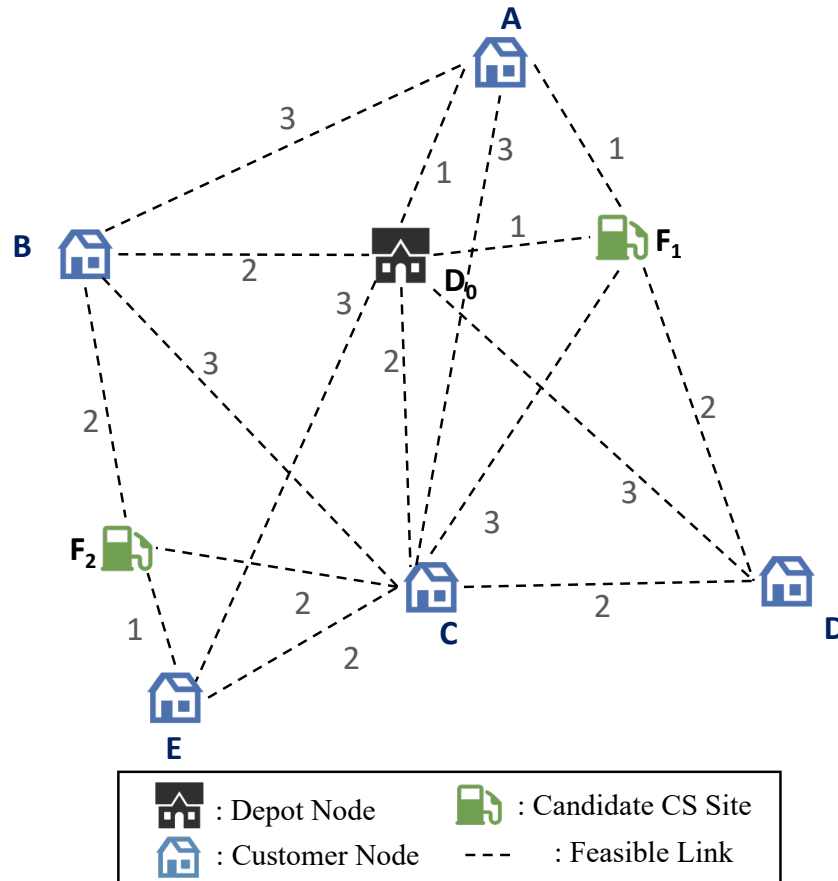 A
3
3
1
1
B
1
F₁
2
D₀
3
3
2
2
2
3
3
F₂
2
2
1
C
D
2
E
: Depot Node
: Candidate CS Site
: Customer Node
: Feasible Link